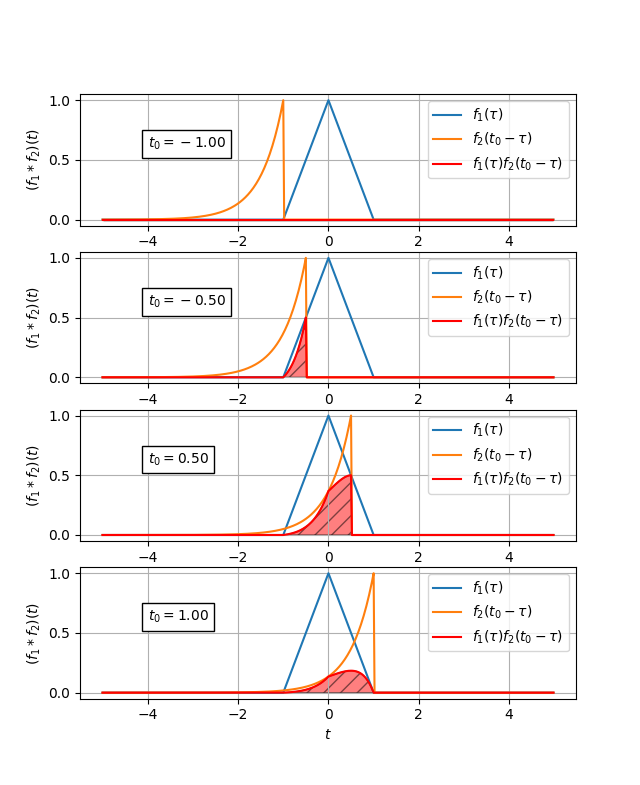 (f₁ * f₂)(t)
1.0
0.5
0.0
t₀ = −1.00
f₁(τ)
f₂(t₀ − τ)
f₁(τ)f₂(t₀ − τ)
−4 −2 0 2 4
(f₁ * f₂)(t)
1.0
0.5
0.0
t₀ = −0.50
f₁(τ)
f₂(t₀ − τ)
f₁(τ)f₂(t₀ − τ)
−4 −2 0 2 4
(f₁ * f₂)(t)
1.0
0.5
0.0
t₀ = 0.50
f₁(τ)
f₂(t₀ − τ)
f₁(τ)f₂(t₀ − τ)
−4 −2 0 2 4
(f₁ * f₂)(t)
1.0
0.5
0.0
t₀ = 1.00
f₁(τ)
f₂(t₀ − τ)
f₁(τ)f₂(t₀ − τ)
−4 −2 0 2 4
t